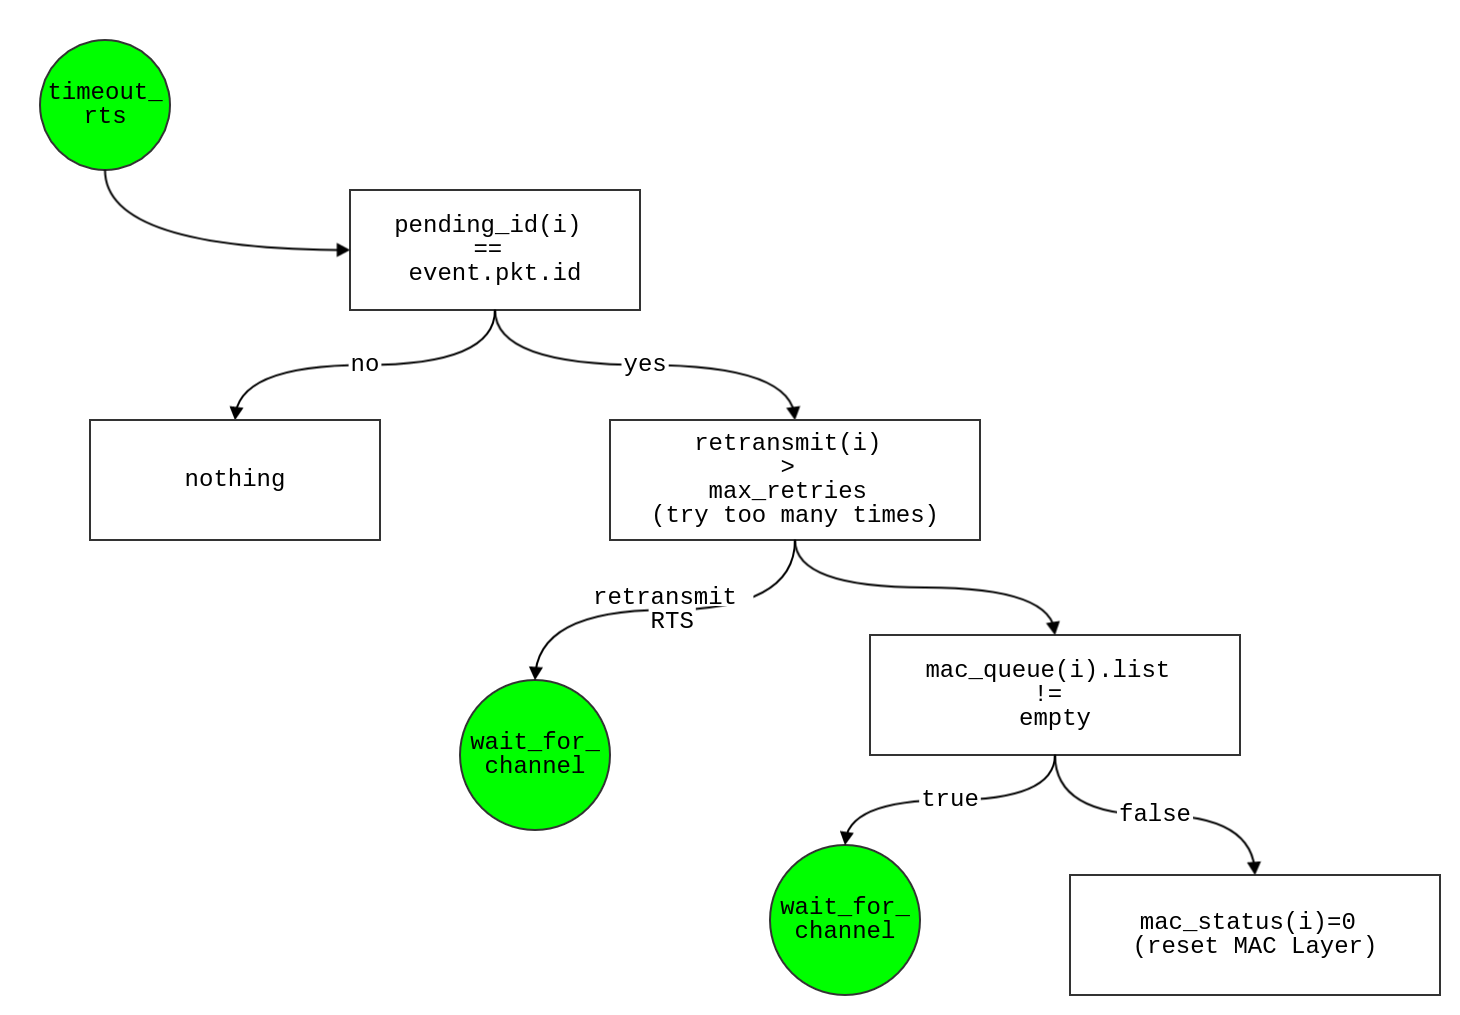 timeout_
rts
pending_id(i)
==
event.pkt.id
no
yes
nothing
retransmit(i)
>
max_retries
(try too many times)
retransmit
RTS
mac_queue(i).list
!=
empty
wait_for_
channel
true
false
wait_for_
channel
mac_status(i)=0
(reset MAC Layer)